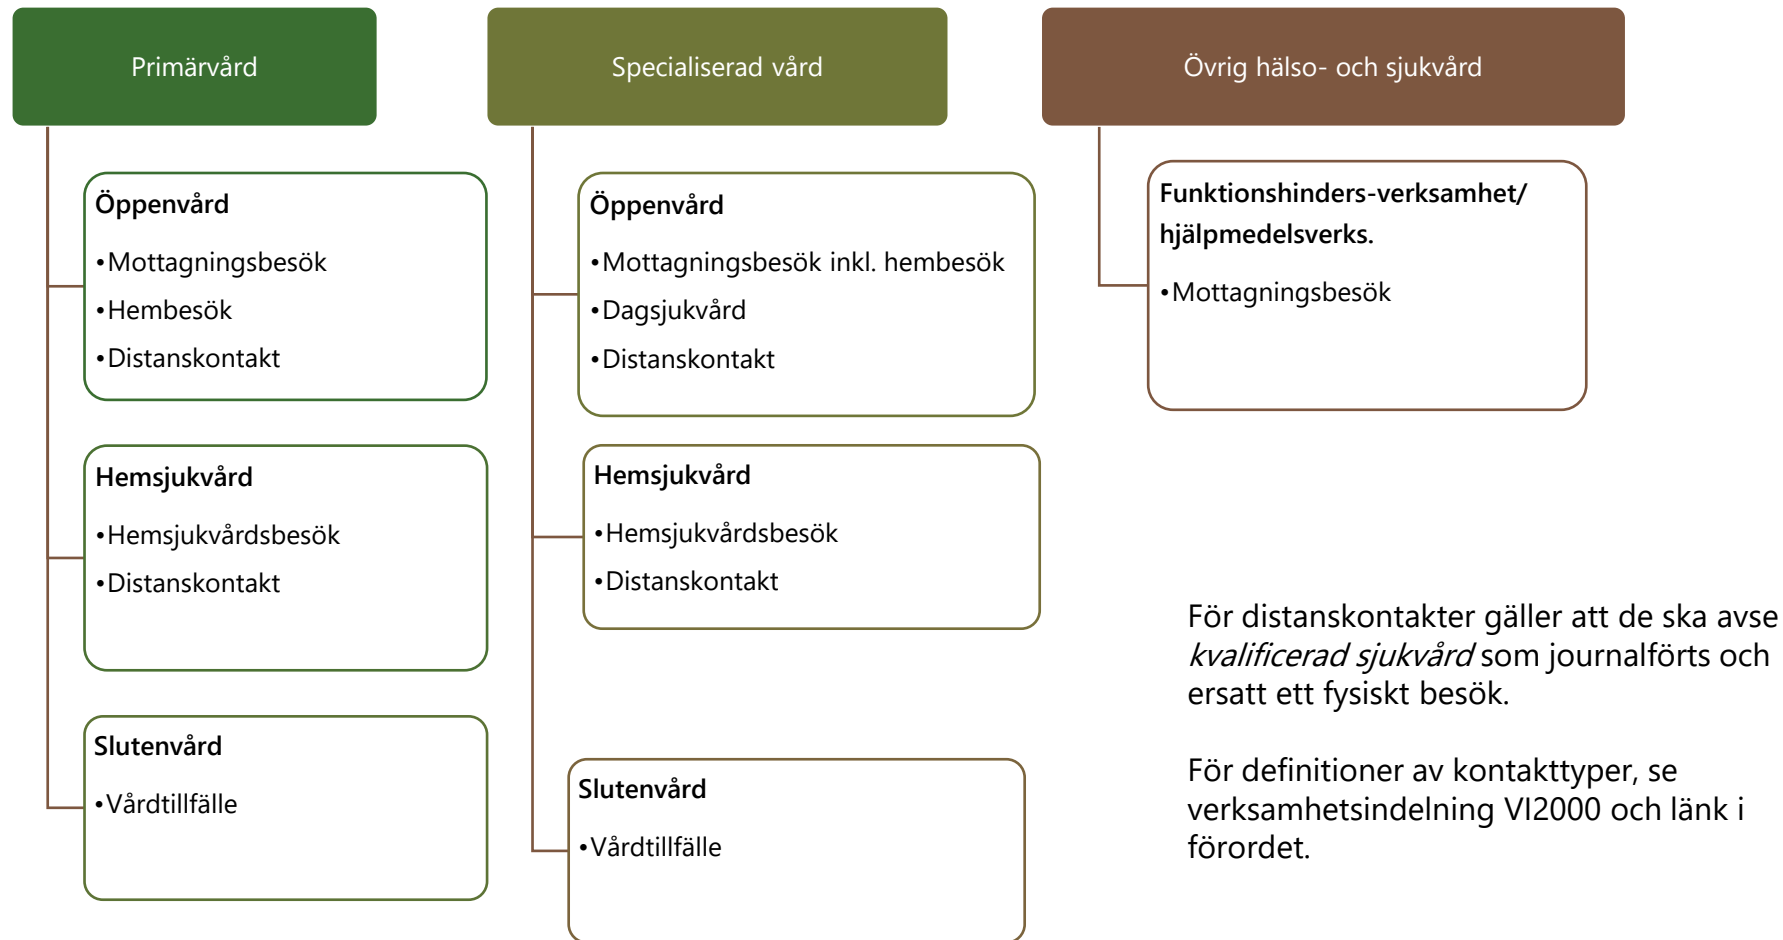 Primärvård
Öppenvård
•Mottagningsbesök
•Hembesök
•Distanskontakt
Hemsjukvård
•Hemsjukvårdsbesök
•Distanskontakt
Slutenvård
•Vårdtillfälle
Specialiserad vård
Öppenvård
•Mottagningsbesök inkl. hembesök
•Dagsjukvård
•Distanskontakt
Hemsjukvård
•Hemsjukvårdsbesök
•Distanskontakt
Slutenvård
•Vårdtillfälle
Övrig hälso- och sjukvård
Funktionshinders-verksamhet/
hjälpmedelsverks.
•Mottagningsbesök
För distanskontakter gäller att de ska avse
kvalificerad sjukvård som journalförts och
ersatt ett fysiskt besök.
För definitioner av kontakttyper, se
verksamhetsindelning VI2000 och länk i
förordet.